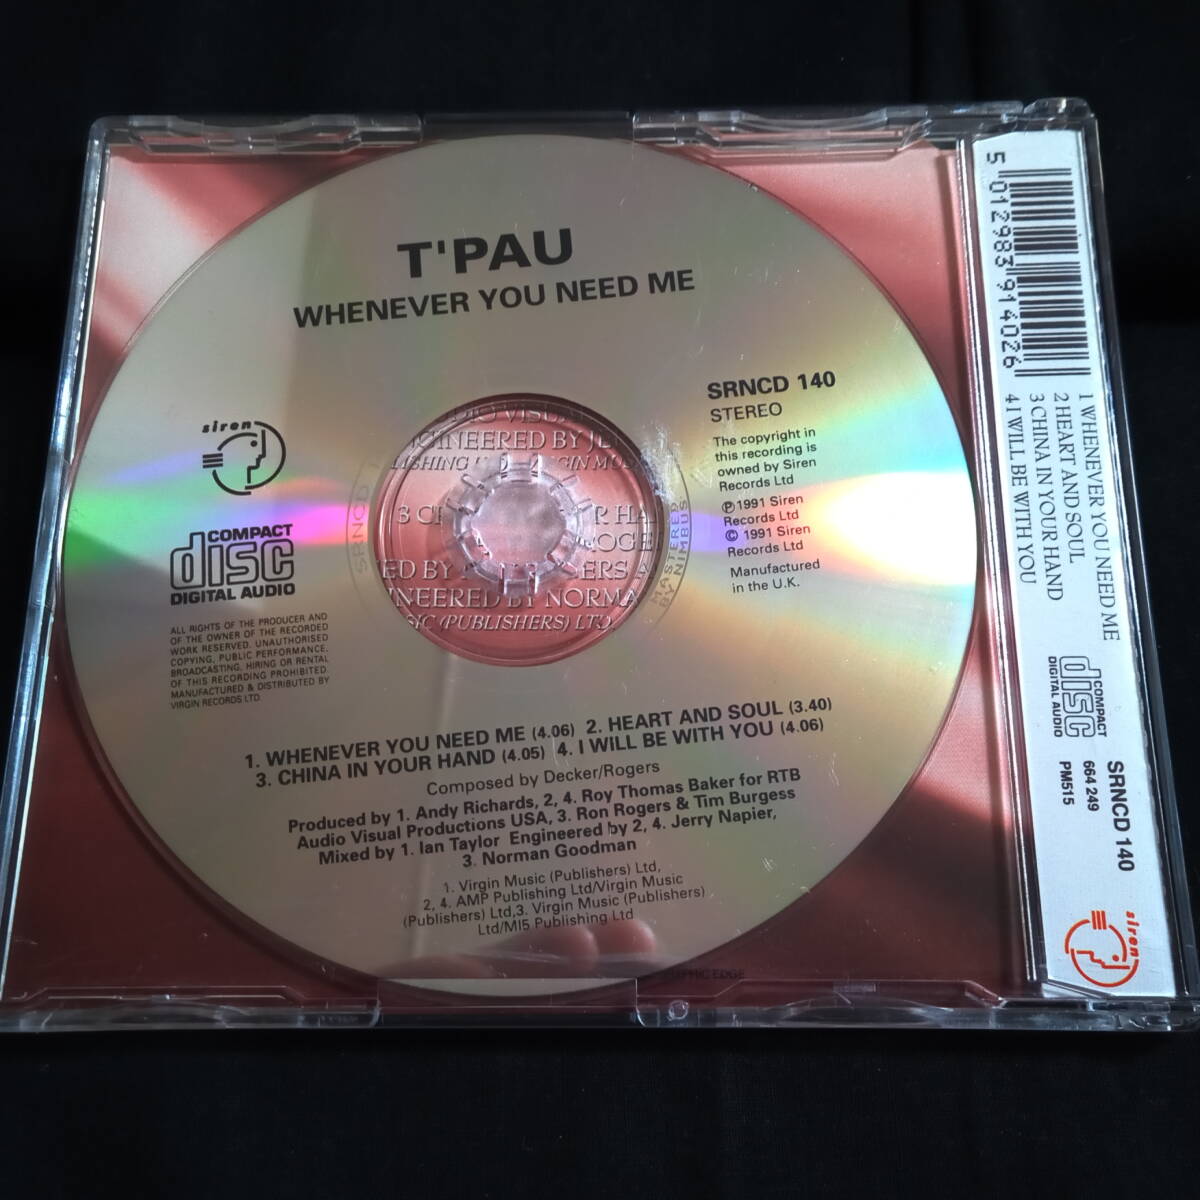 T'PAU
WHENEVER YOU NEED ME
SRNCD 140
STEREO
The copyright in
this recording is
owned by Siren
Records Ltd
℗ 1991 Siren
Records Ltd
© 1991 Siren
Records Ltd
Manufactured
in the U.K.
siren
COMPACT
disc
DIGITAL AUDIO
ALL RIGHTS OF THE PRODUCER AND
OF THE OWNER OF THE RECORDED
WORK RESERVED. UNAUTHORISED
COPYING, PUBLIC PERFORMANCE,
BROADCASTING, HIRING OR RENTAL
OF THIS RECORDING PROHIBITED.
MANUFACTURED & DISTRIBUTED BY
VIRGIN RECORDS LTD.
SRNCD
MASTERED
BY NIMBUS
1. WHENEVER YOU NEED ME (4.06) 2. HEART AND SOUL (3.40)
3. CHINA IN YOUR HAND (4.05) 4. I WILL BE WITH YOU (4.06)
Composed by Decker/Rogers
Produced by 1. Andy Richards, 2, 4. Roy Thomas Baker for RTB
Audio Visual Productions USA, 3. Ron Rogers & Tim Burgess
Mixed by 1. Ian Taylor Engineered by 2, 4. Jerry Napier,
3. Norman Goodman
1. Virgin Music (Publishers) Ltd,
2, 4. AMP Publishing Ltd/Virgin Music
(Publishers) Ltd,3. Virgin Music (Publishers)
Ltd/MI5 Publishing Ltd
EDGE
5 012983 914026
1 WHENEVER YOU NEED ME
2 HEART AND SOUL
3 CHINA IN YOUR HAND
4 I WILL BE WITH YOU
COMPACT
disc
DIGITAL AUDIO
SRNCD 140
664 249
PM515
siren